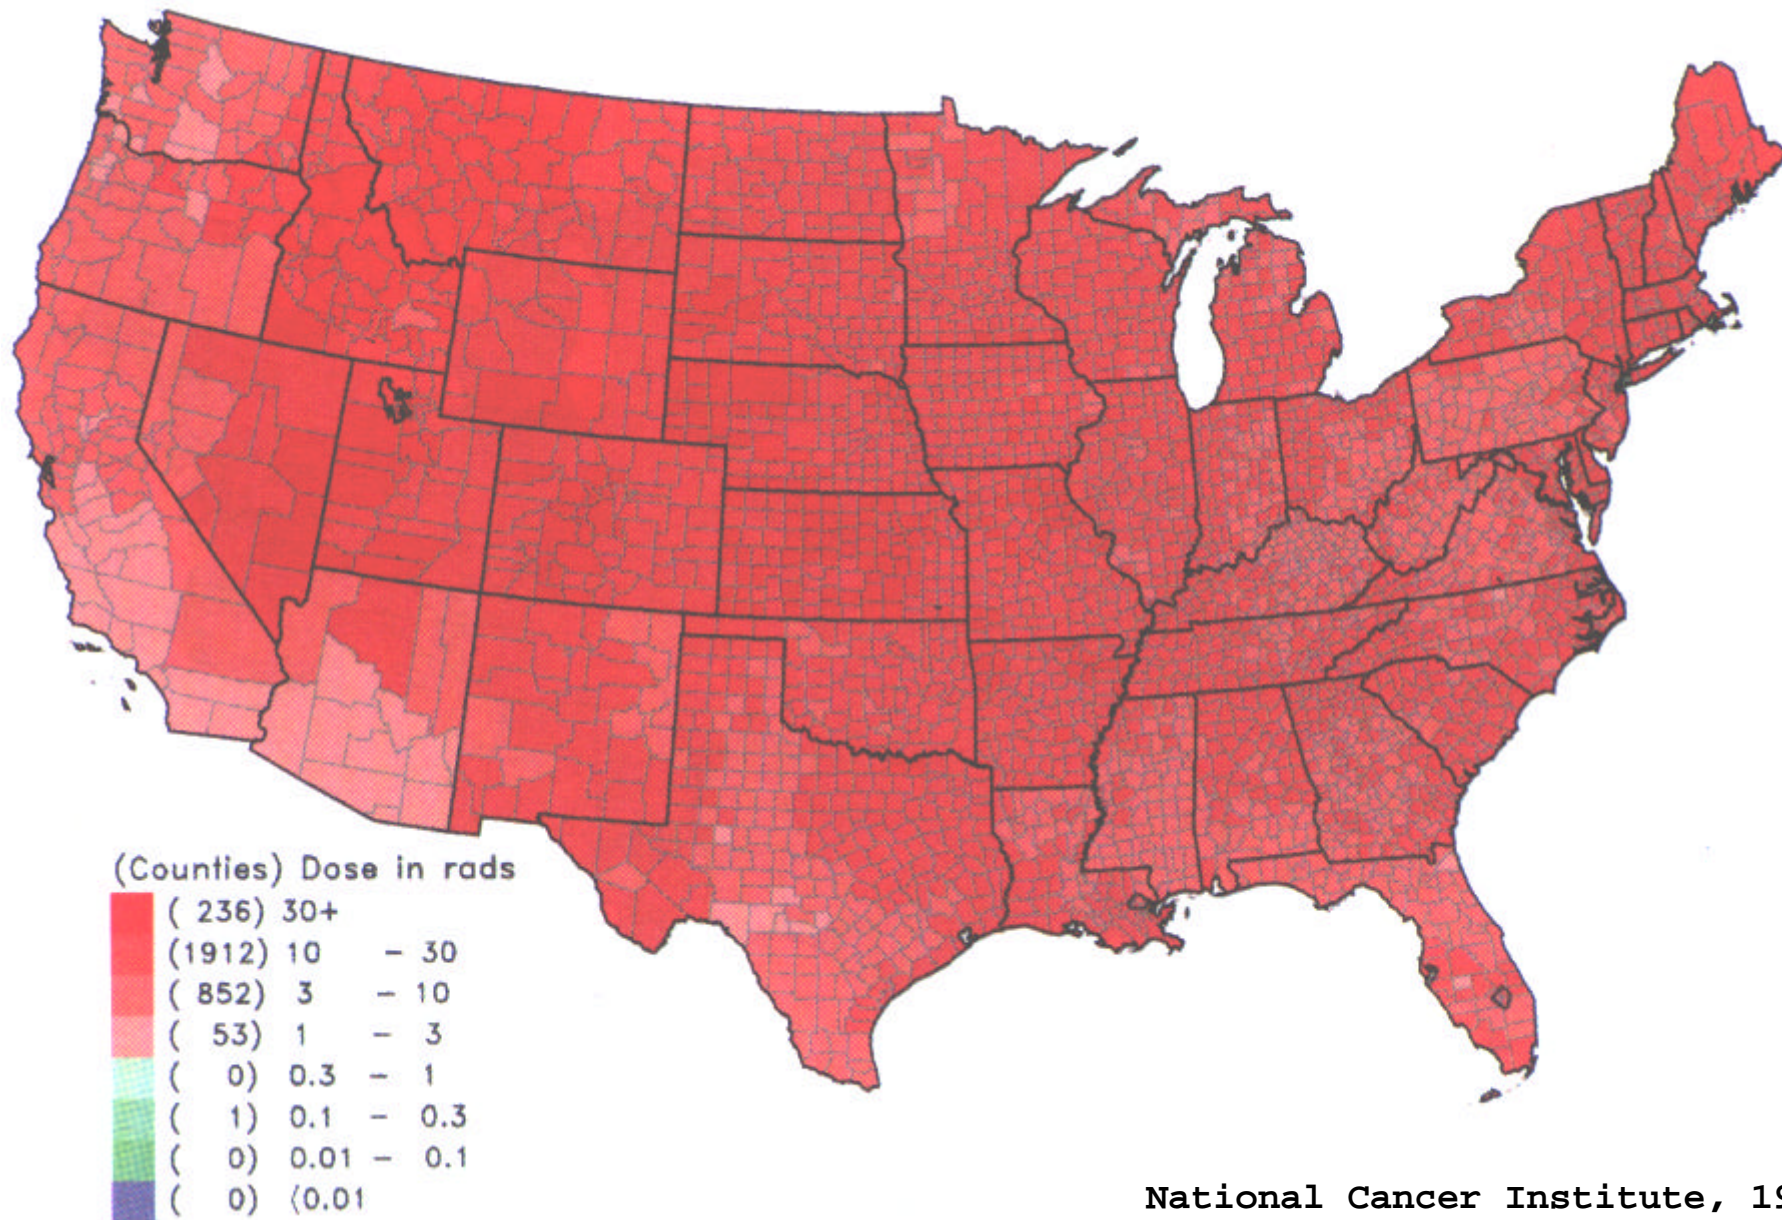 (Counties) Dose in rads
( 236) 30+
(1912) 10 - 30
( 852) 3 - 10
( 53) 1 - 3
( 0) 0.3 - 1
( 1) 0.1 - 0.3
( 0) 0.01 - 0.1
( 0) <0.01
National Cancer Institute, 19